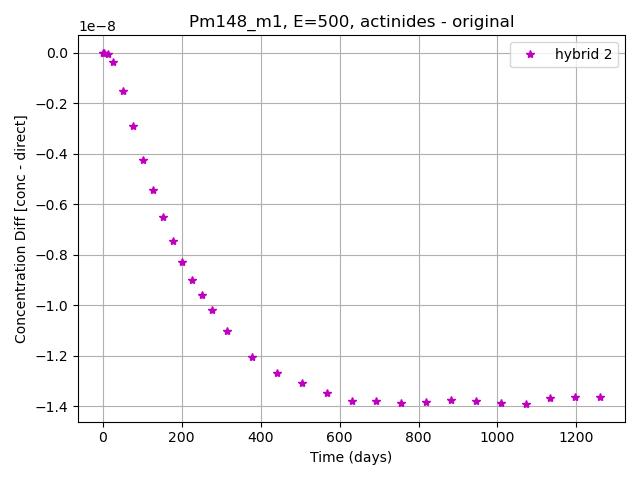 Pm148_m1, E=500, actinides - original
1e−8
0.0
−0.2
−0.4
−0.6
−0.8
−1.0
−1.2
−1.4
Concentration Diff [conc - direct]
hybrid 2
0 200 400 600 800 1000 1200
Time (days)